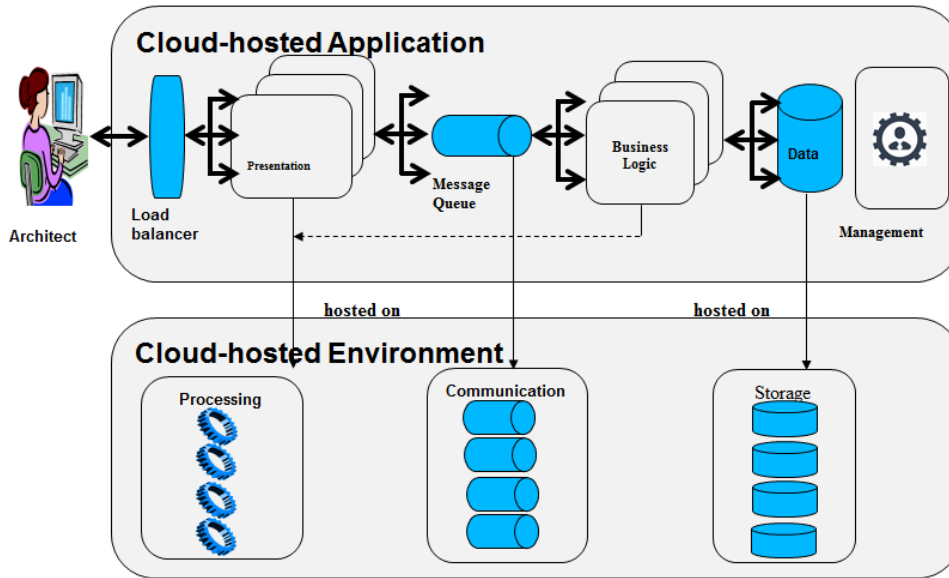 Cloud-hosted Application
Presentation
Message
Queue
Business
Logic
Data
Load
balancer
Architect
Management
hosted on
hosted on
Cloud-hosted Environment
Processing
Communication
Storage